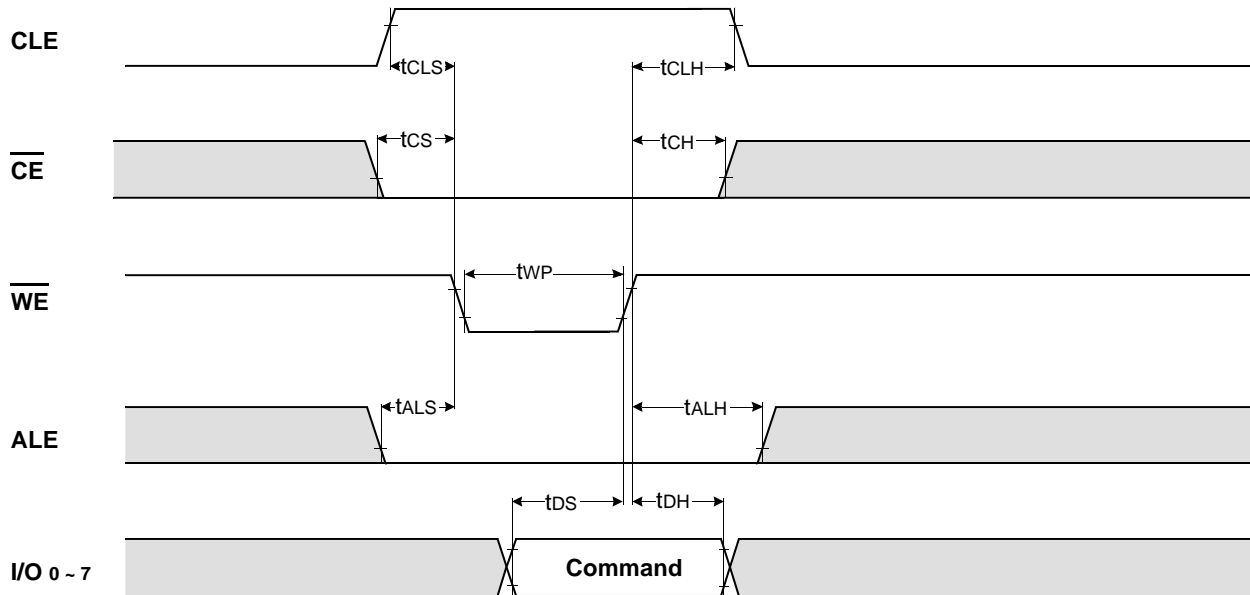 CLE
tCLS
tCLH
CE
tCS
tCH
WE
tWP
ALE
tALS
tALH
tDS
tDH
I/O 0 ~ 7
Command